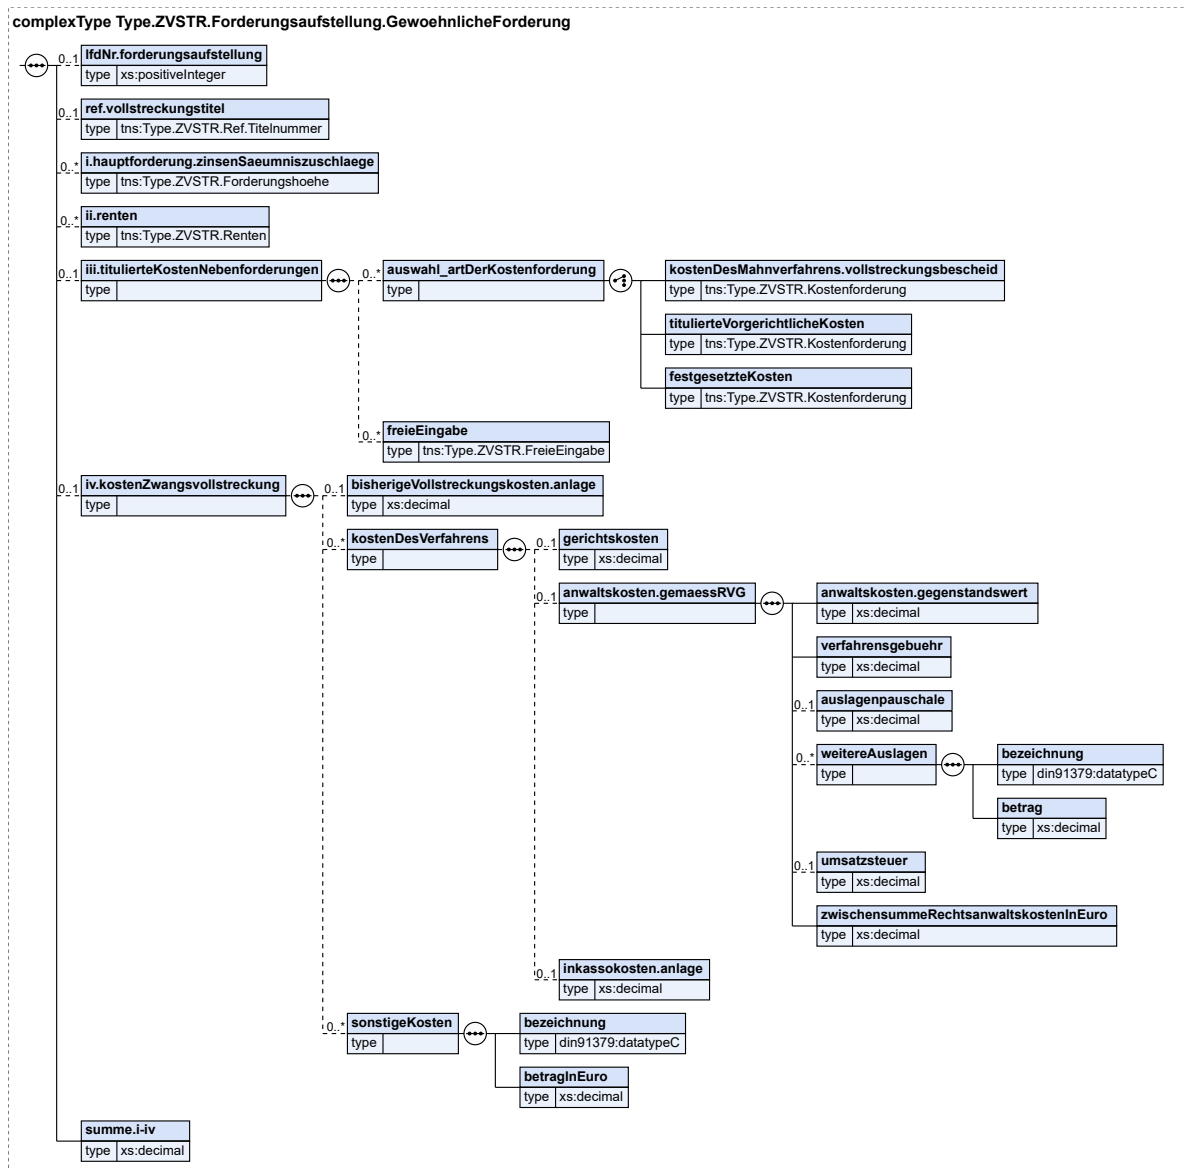 complexType Type.ZVSTR.Forderungsaufstellung.GewoehnlicheForderung
0..1 lfdNr.forderungsaufstellung
type xs:positiveInteger
0..1 ref.vollstreckungstitel
type tns:Type.ZVSTR.Ref.Titelnummer
0..* i.hauptforderung.zinsenSaeumniszuschlaege
type tns:Type.ZVSTR.Forderungshoehe
0..* ii.renten
type tns:Type.ZVSTR.Renten
0..1 iii.titulierteKostenNebenforderungen
type
0..* auswahl_artDerKostenforderung
type
kostenDesMahnverfahrens.vollstreckungsbescheid
type tns:Type.ZVSTR.Kostenforderung
titulierteVorgerichtlicheKosten
type tns:Type.ZVSTR.Kostenforderung
festgesetzteKosten
type tns:Type.ZVSTR.Kostenforderung
0..* freieEingabe
type tns:Type.ZVSTR.FreieEingabe
0..1 iv.kostenZwangsvollstreckung
type
0..1 bisherigeVollstreckungskosten.anlage
type xs:decimal
0..* kostenDesVerfahrens
type
0..1 gerichtskosten
type xs:decimal
0..1 anwaltskosten.gemaessRVG
type
anwaltskosten.gegenstandswert
type xs:decimal
verfahrensgebuehr
type xs:decimal
0..1 auslagenpauschale
type xs:decimal
0..* weitereAuslagen
type
bezeichnung
type din91379:datatypeC
betrag
type xs:decimal
0..1 umsatzsteuer
type xs:decimal
zwischensummeRechtsanwaltskostenInEuro
type xs:decimal
0..1 inkassokosten.anlage
type xs:decimal
0..* sonstigeKosten
type
bezeichnung
type din91379:datatypeC
betragInEuro
type xs:decimal
summe.i-iv
type xs:decimal